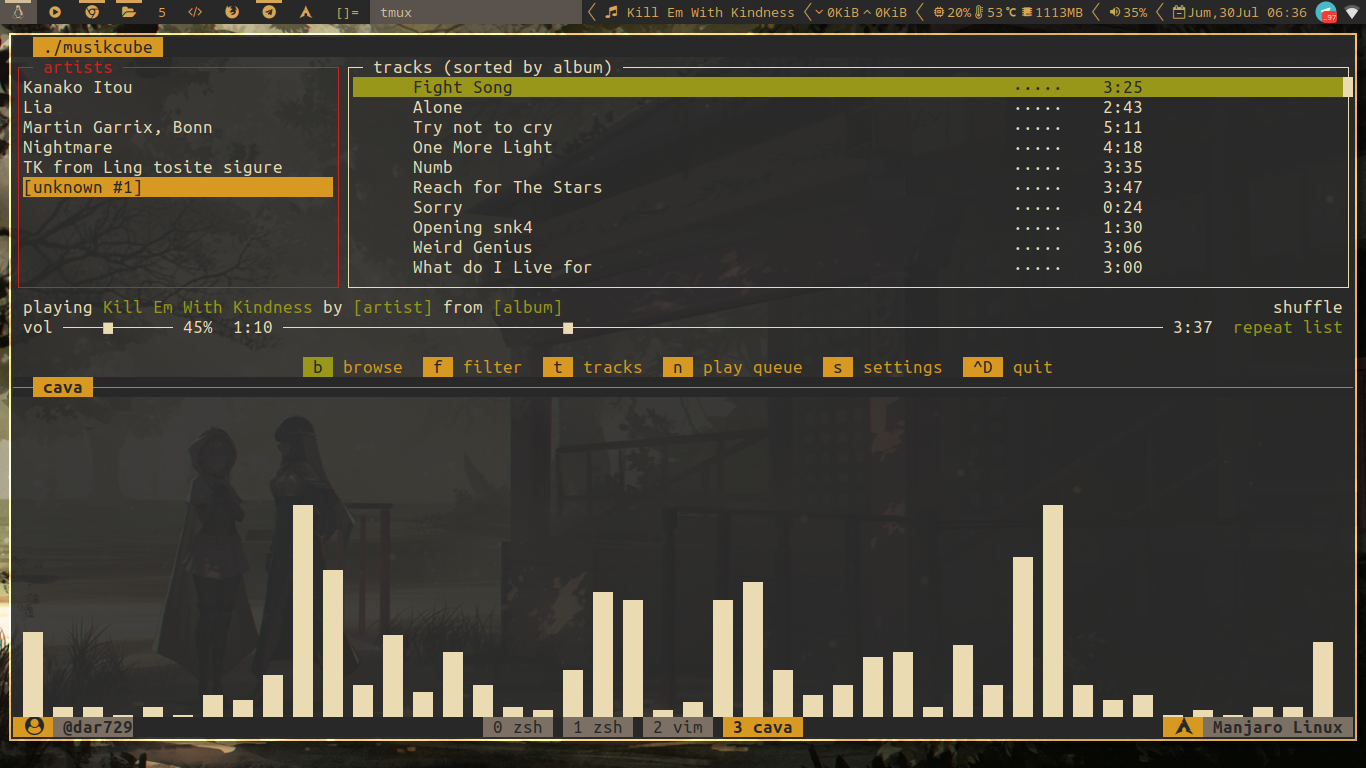 5 </> []= tmux Kill Em With Kindness 0KiB 0KiB 20% 53°C 1113MB 35% Jum,30Jul 06:36 .97
./musikcube
artists
Kanako Itou
Lia
Martin Garrix, Bonn
Nightmare
TK from Ling tosite sigure
[unknown #1]
tracks (sorted by album)
Fight Song ····· 3:25
Alone ····· 2:43
Try not to cry ····· 5:11
One More Light ····· 4:18
Numb ····· 3:35
Reach for The Stars ····· 3:47
Sorry ····· 0:24
Opening snk4 ····· 1:30
Weird Genius ····· 3:06
What do I Live for ····· 3:00
playing Kill Em With Kindness by [artist] from [album] shuffle
vol 45% 1:10 3:37 repeat list
b browse f filter t tracks n play queue s settings ^D quit
cava
@dar729 0 zsh 1 zsh 2 vim 3 cava Manjaro Linux